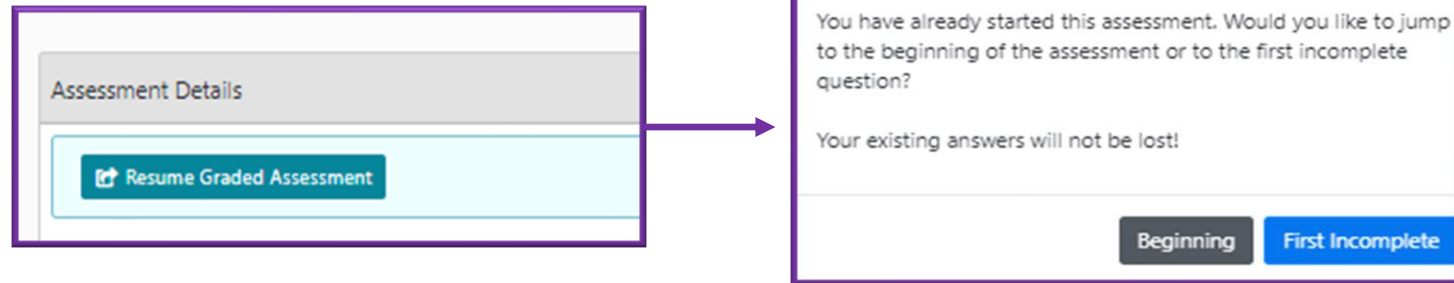 Assessment Details
Resume Graded Assessment
You have already started this assessment. Would you like to jump
to the beginning of the assessment or to the first incomplete
question?
Your existing answers will not be lost!
Beginning
First Incomplete